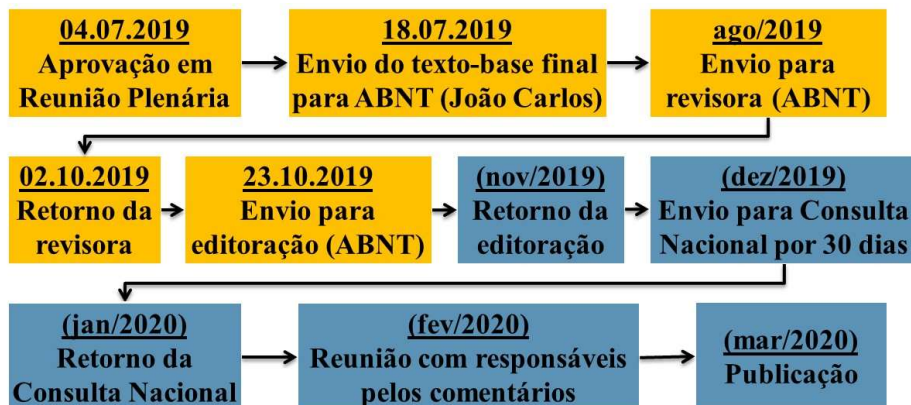 04.07.2019
Aprovação em
Reunião Plenária
18.07.2019
Envio do texto-base final
para ABNT (João Carlos)
ago/2019
Envio para
revisora (ABNT)
02.10.2019
Retorno da
revisora
23.10.2019
Envio para
editoração (ABNT)
(nov/2019)
Retorno da
editoração
(dez/2019)
Envio para Consulta
Nacional por 30 dias
(jan/2020)
Retorno da
Consulta Nacional
(fev/2020)
Reunião com responsáveis
pelos comentários
(mar/2020)
Publicação